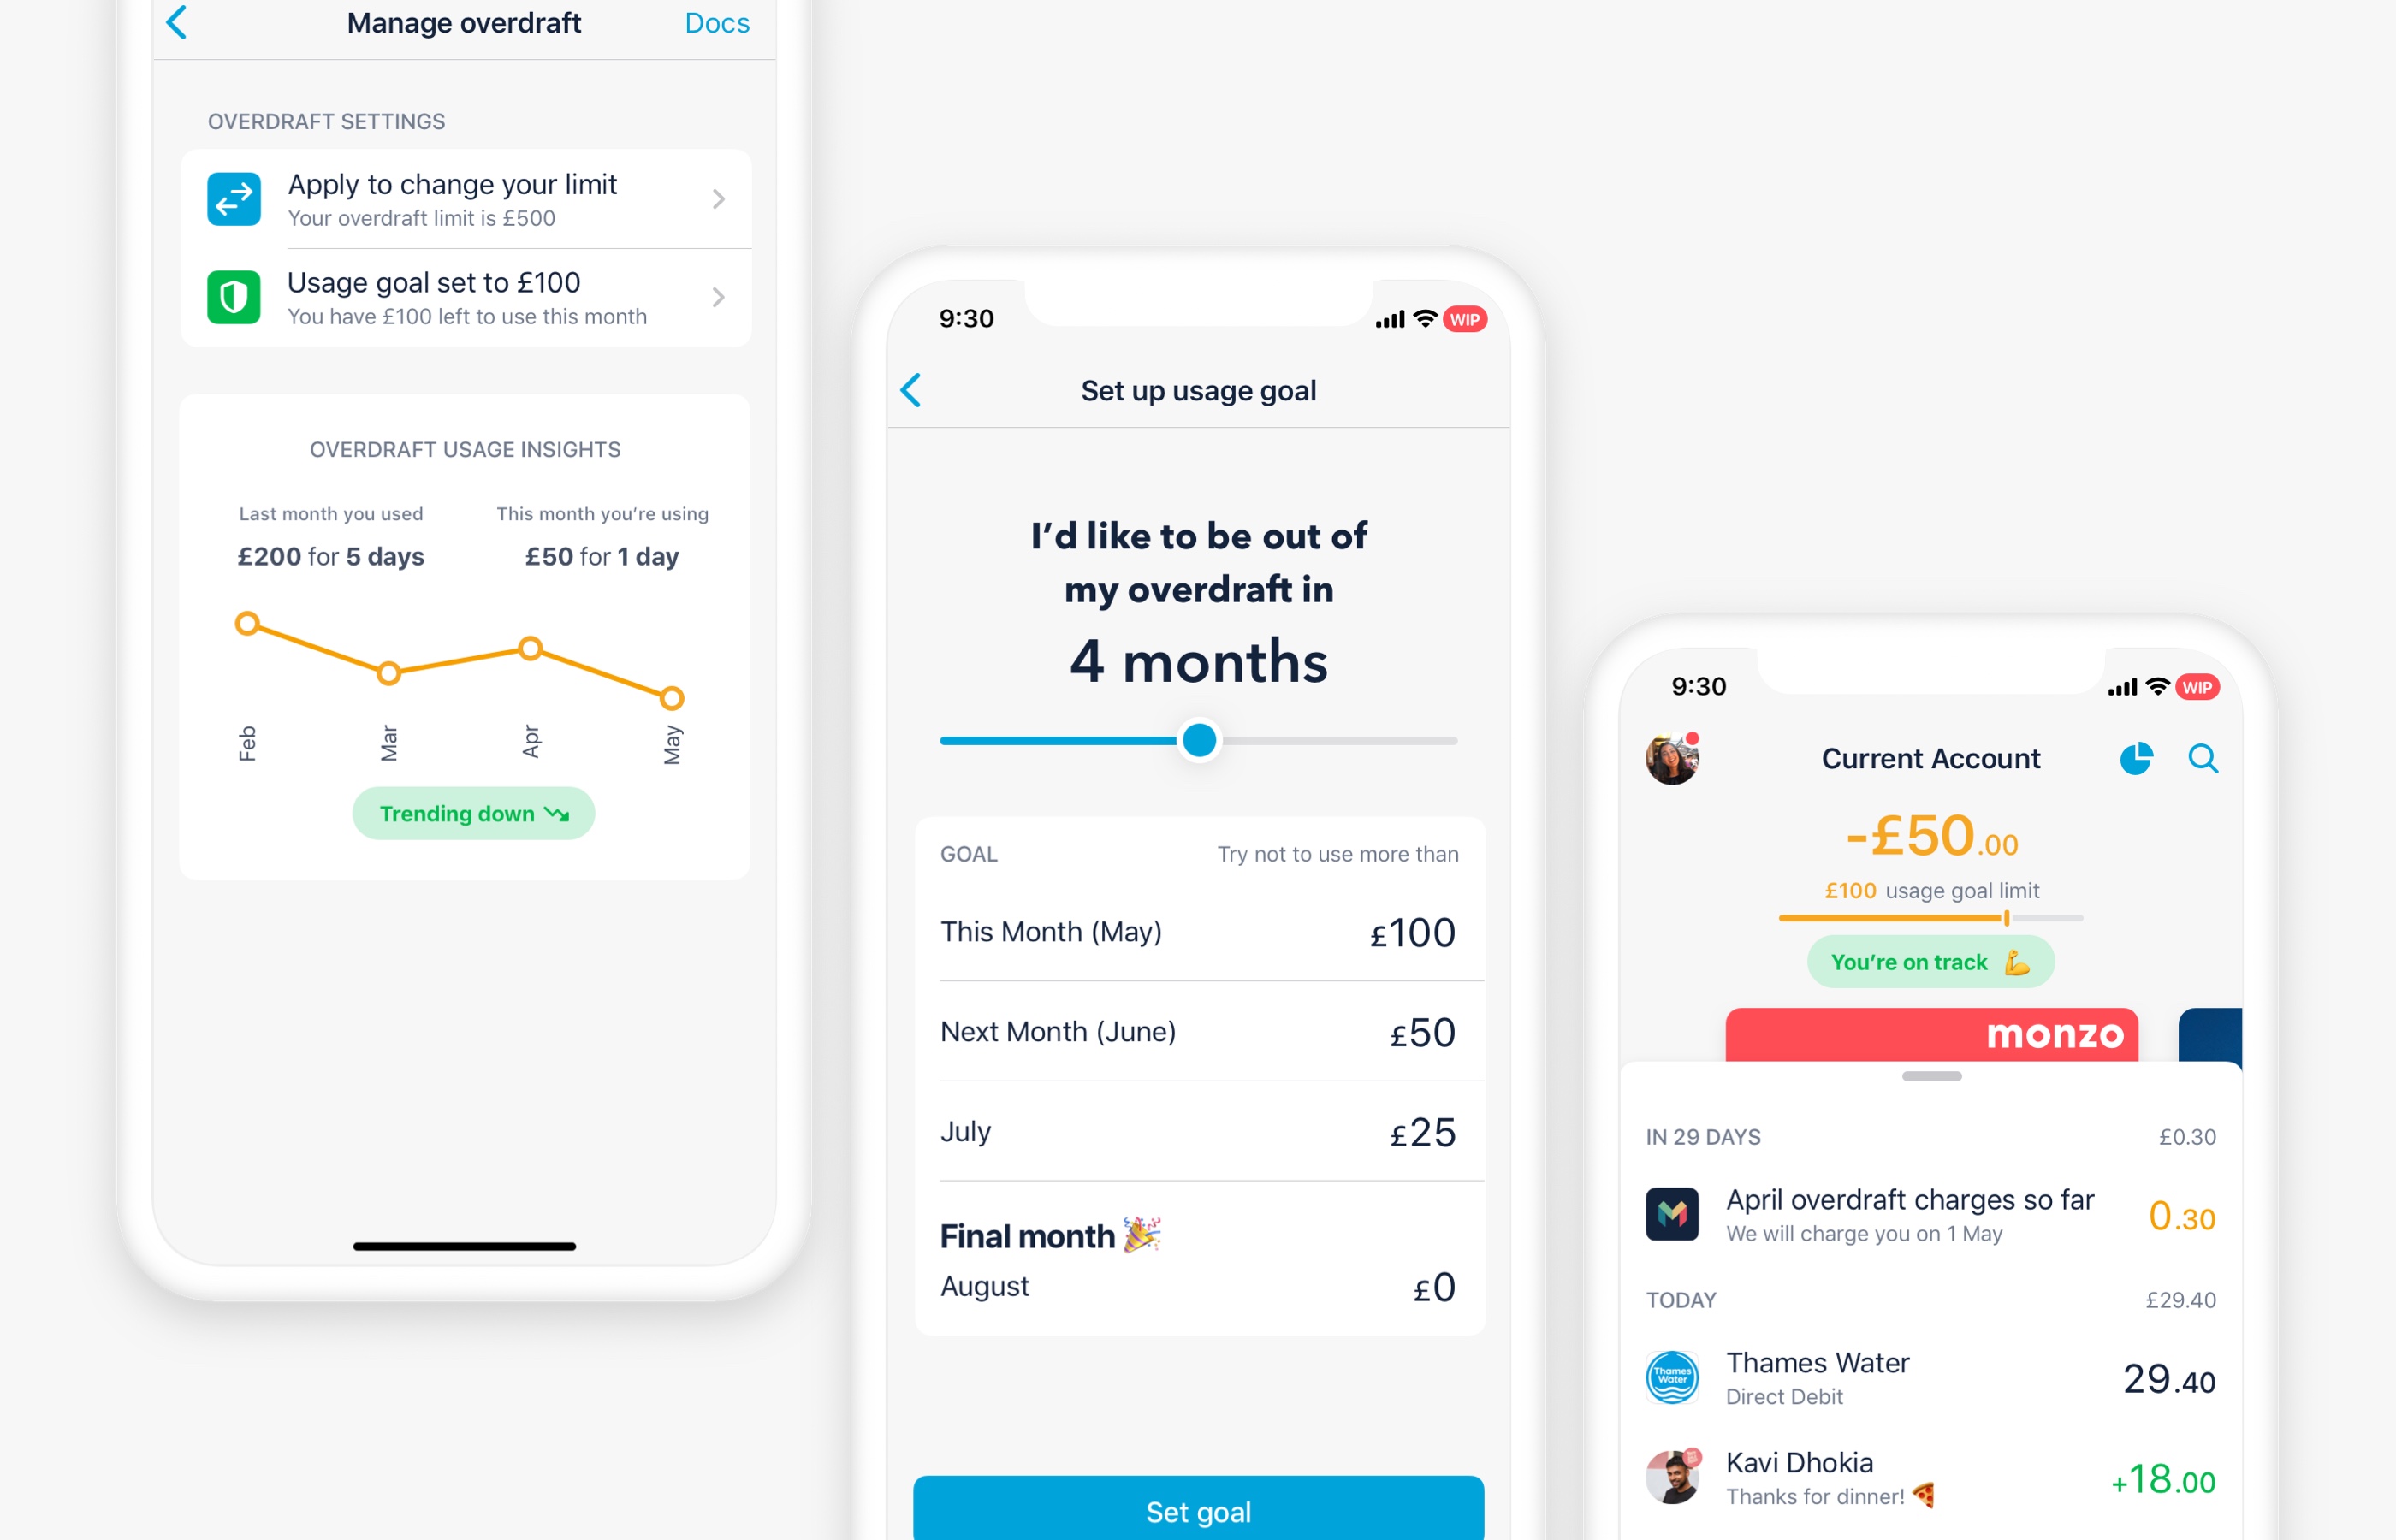 Manage overdraft
Docs
OVERDRAFT SETTINGS
Apply to change your limit
Your overdraft limit is £500
Usage goal set to £100
You have £100 left to use this month
OVERDRAFT USAGE INSIGHTS
Last month you used
£200 for 5 days
This month you’re using
£50 for 1 day
Feb
Mar
Apr
May
Trending down
9:30
WIP
Set up usage goal
I’d like to be out of
my overdraft in
4 months
GOAL
Try not to use more than
This Month (May)
£100
Next Month (June)
£50
July
£25
Final month 🎉
August
£0
Set goal
9:30
WIP
Current Account
-£50.00
£100 usage goal limit
You’re on track 💪
monzo
IN 29 DAYS
£0.30
April overdraft charges so far
0.30
We will charge you on 1 May
TODAY
£29.40
Thames
Water
Thames Water
29.40
Direct Debit
Kavi Dhokia
+18.00
Thanks for dinner! 🍕